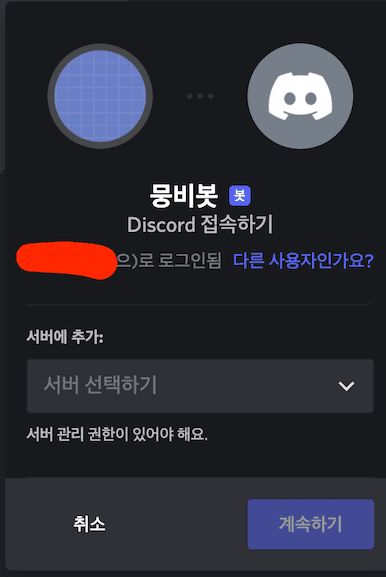 뭉비봇 봇
Discord 접속하기
으)로 로그인됨 다른 사용자인가요?
서버에 추가:
서버 선택하기
서버 관리 권한이 있어야 해요.
취소 계속하기